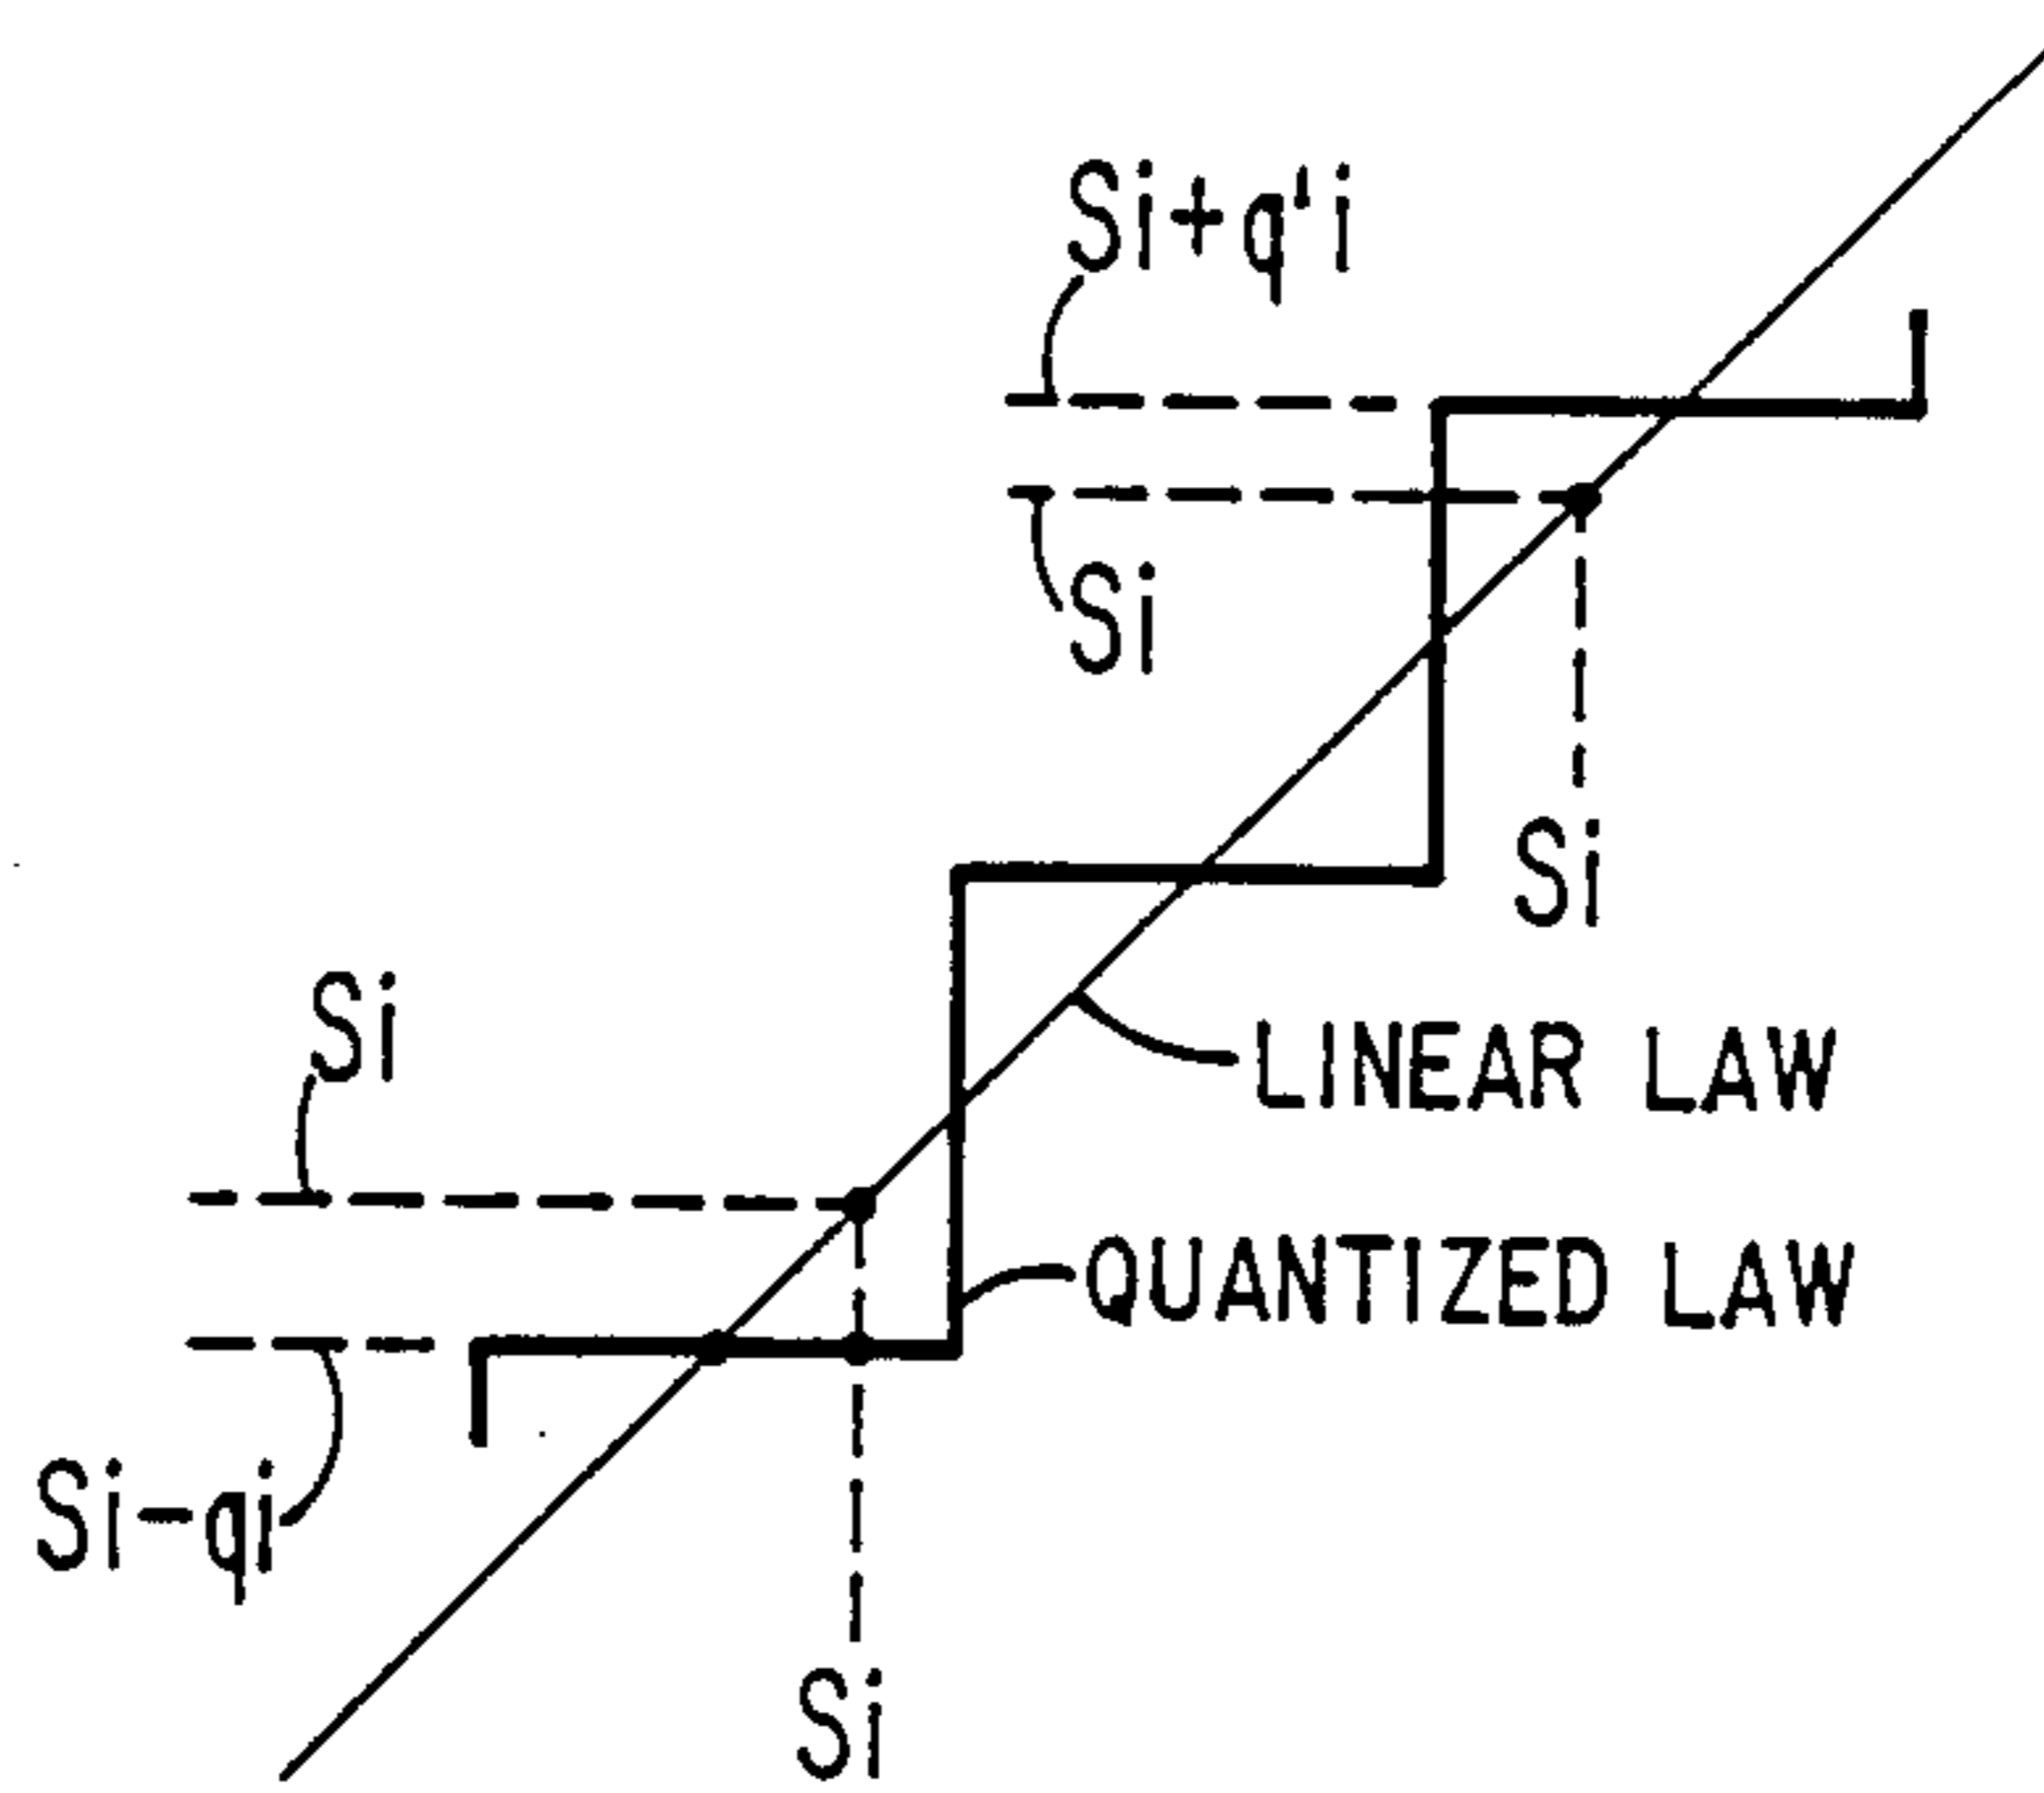 Si+q'i
Si
Si
Si
LINEAR LAW
QUANTIZED LAW
Si-qi
Si